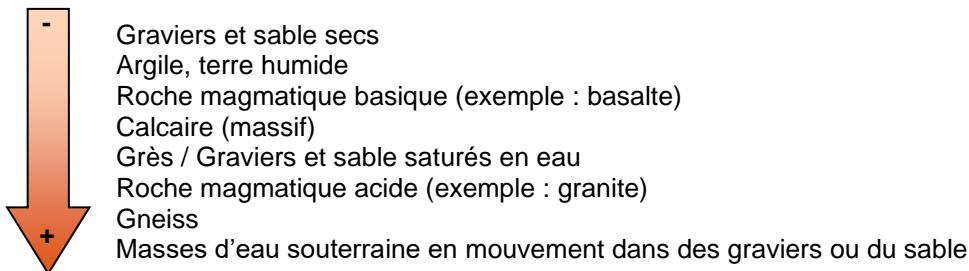 -
Graviers et sable secs
Argile, terre humide
Roche magmatique basique (exemple : basalte)
Calcaire (massif)
Grès / Graviers et sable saturés en eau
Roche magmatique acide (exemple : granite)
Gneiss
+
Masses d'eau souterraine en mouvement dans des graviers ou du sable